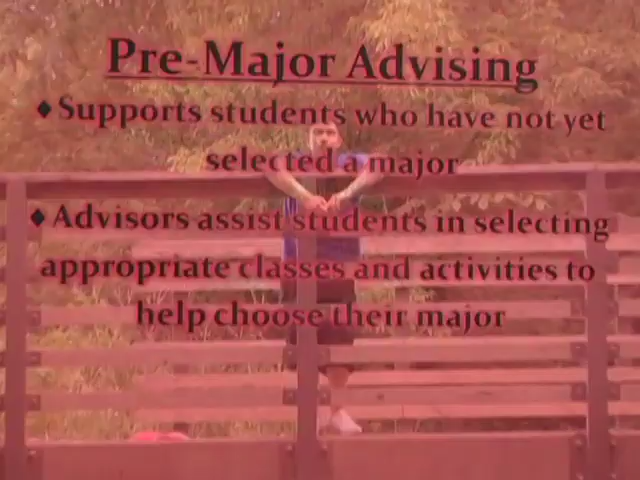 Pre-Major Advising
♦Supports students who have not yet
selected a major
♦Advisors assist students in selecting
appropriate classes and activities to
help choose their major